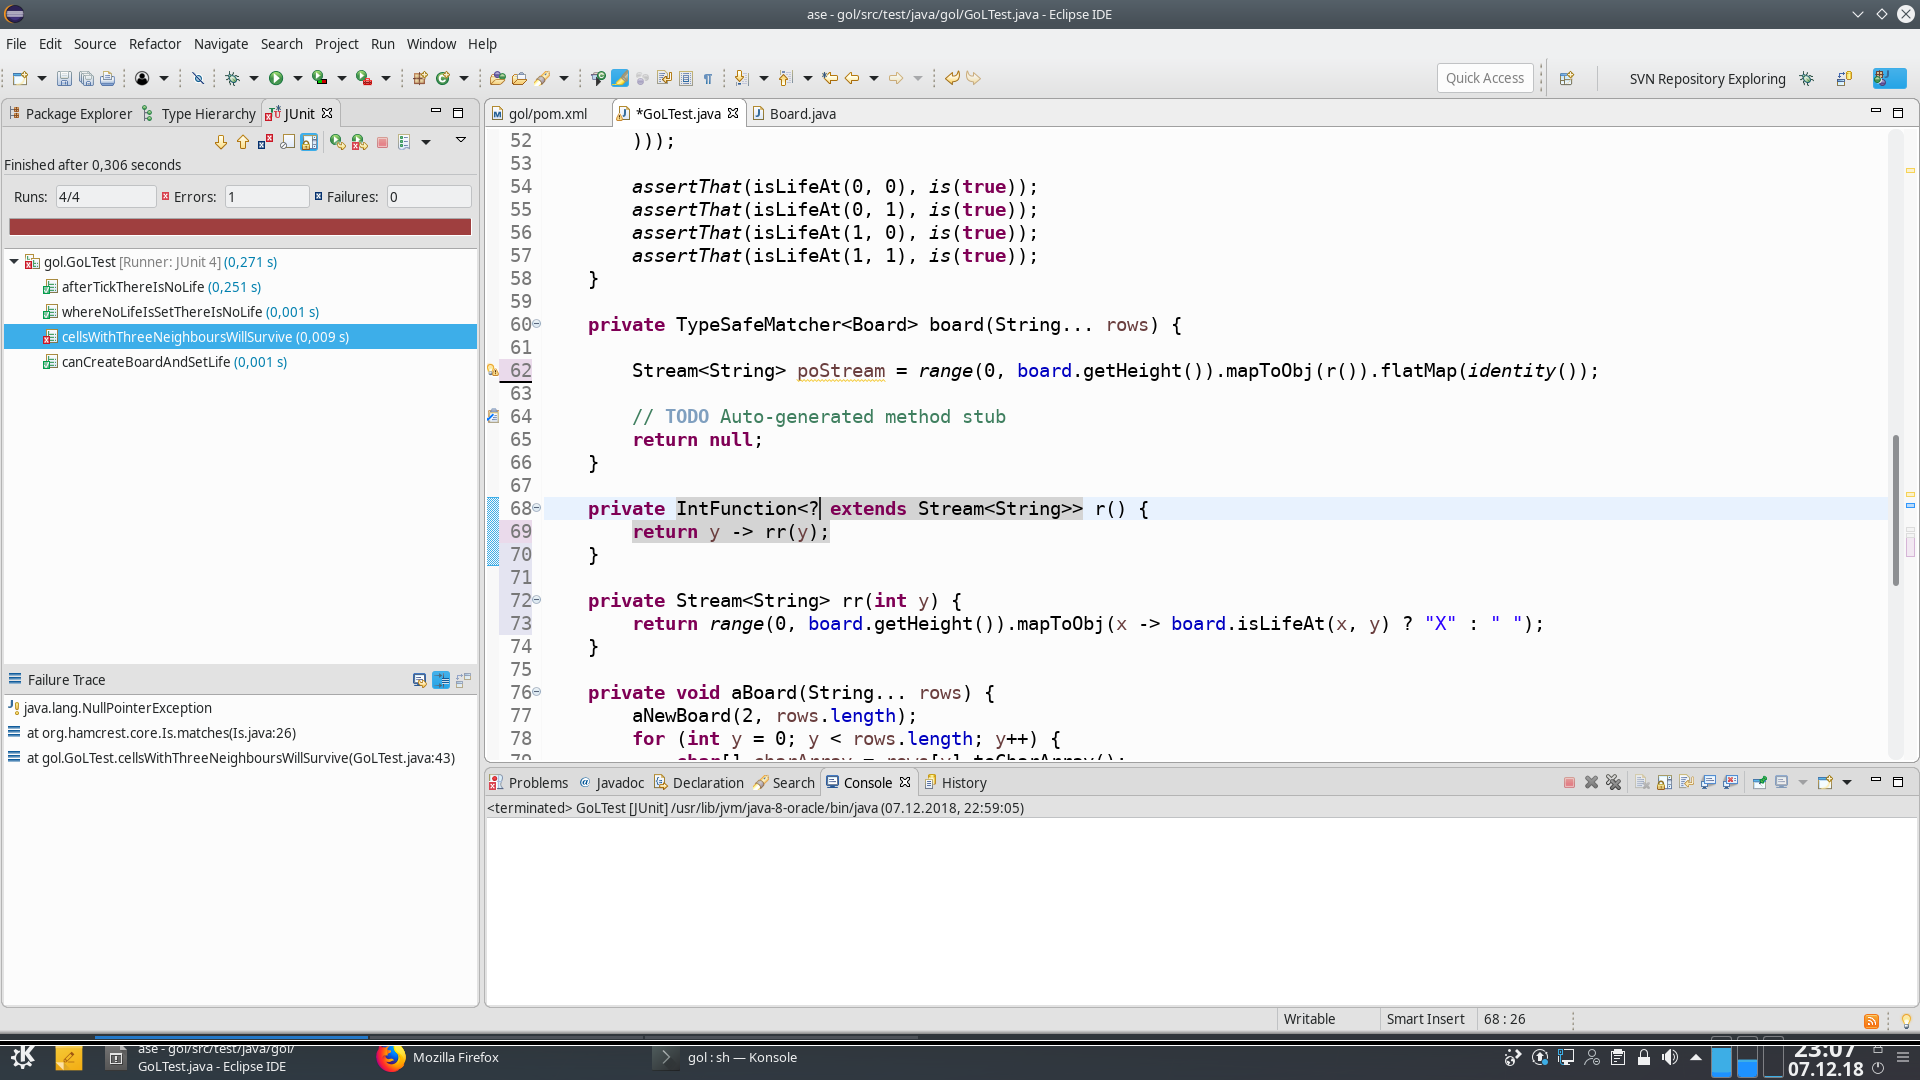 ase - gol/src/test/java/gol/GoLTest.java - Eclipse IDE
File Edit Source Refactor Navigate Search Project Run Window Help
Quick Access
SVN Repository Exploring
Package Explorer Type Hierarchy JUnit
Finished after 0,306 seconds
Runs: 4/4 Errors: 1 Failures: 0
gol.GoLTest [Runner: JUnit 4] (0,271 s)
afterTickThereIsNoLife (0,251 s)
whereNoLifeIsSetThereIsNoLife (0,001 s)
cellsWithThreeNeighboursWillSurvive (0,009 s)
canCreateBoardAndSetLife (0,001 s)
Failure Trace
java.lang.NullPointerException
at org.hamcrest.core.Is.matches(Is.java:26)
at gol.GoLTest.cellsWithThreeNeighboursWillSurvive(GoLTest.java:43)
gol/pom.xml *GoLTest.java Board.java
52 )));
53
54 assertThat(isLifeAt(0, 0), is(true));
55 assertThat(isLifeAt(0, 1), is(true));
56 assertThat(isLifeAt(1, 0), is(true));
57 assertThat(isLifeAt(1, 1), is(true));
58 }
59
60 private TypeSafeMatcher<Board> board(String... rows) {
61
62 Stream<String> poStream = range(0, board.getHeight()).mapToObj(r()).flatMap(identity());
63
64 // TODO Auto-generated method stub
65 return null;
66 }
67
68 private IntFunction<? extends Stream<String>> r() {
69 return y -> rr(y);
70 }
71
72 private Stream<String> rr(int y) {
73 return range(0, board.getHeight()).mapToObj(x -> board.isLifeAt(x, y) ? "X" : " ");
74 }
75
76 private void aBoard(String... rows) {
77 aNewBoard(2, rows.length);
78 for (int y = 0; y < rows.length; y++) {
79 char[] charArray = rows[y].toCharArray();
Problems Javadoc Declaration Search Console History
<terminated> GoLTest [JUnit] /usr/lib/jvm/java-8-oracle/bin/java (07.12.2018, 22:59:05)
Writable Smart Insert 68 : 26
ase - gol/src/test/java/gol/
GoLTest.java - Eclipse IDE
Mozilla Firefox
gol : sh — Konsole
23:07
07.12.18